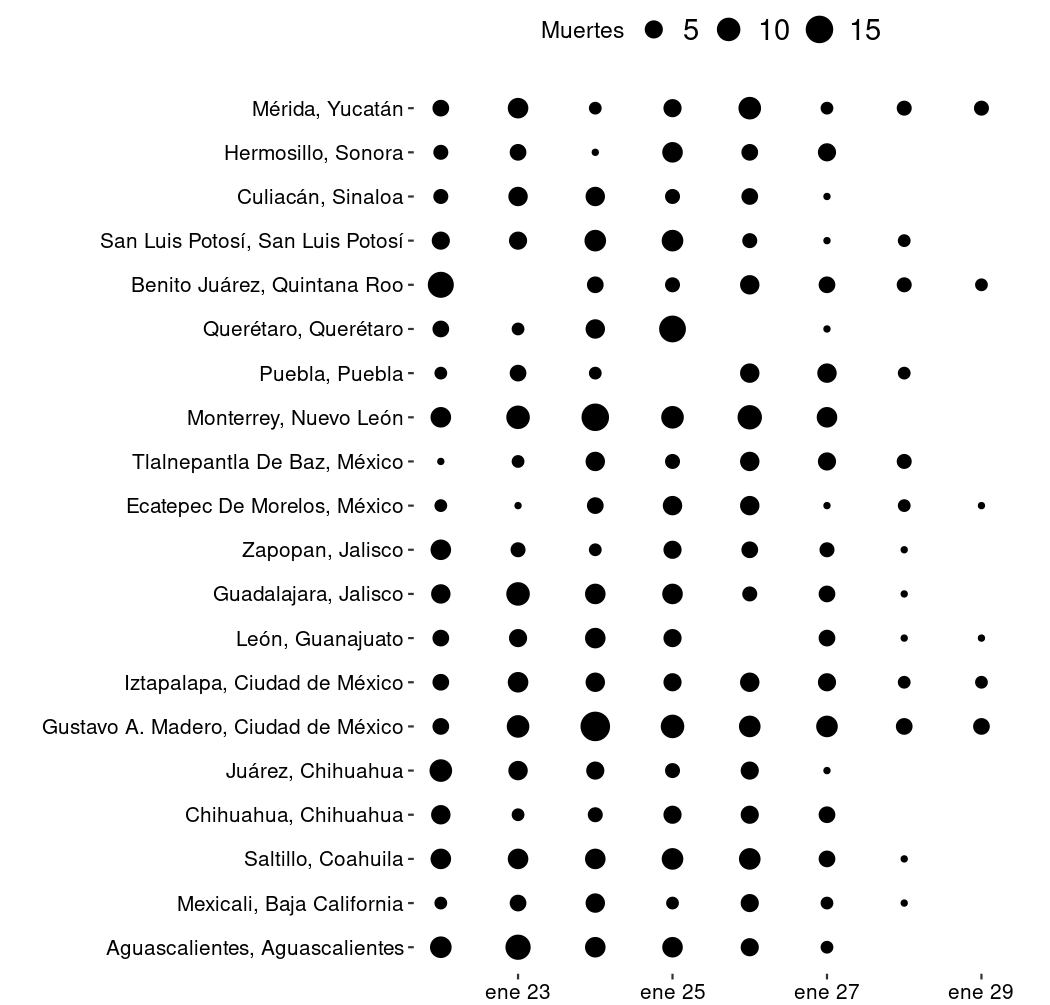 Muertes 5 10 15
Mérida, Yucatán
Hermosillo, Sonora
Culiacán, Sinaloa
San Luis Potosí, San Luis Potosí
Benito Juárez, Quintana Roo
Querétaro, Querétaro
Puebla, Puebla
Monterrey, Nuevo León
Tlalnepantla De Baz, México
Ecatepec De Morelos, México
Zapopan, Jalisco
Guadalajara, Jalisco
León, Guanajuato
Iztapalapa, Ciudad de México
Gustavo A. Madero, Ciudad de México
Juárez, Chihuahua
Chihuahua, Chihuahua
Saltillo, Coahuila
Mexicali, Baja California
Aguascalientes, Aguascalientes
ene 23 ene 25 ene 27 ene 29